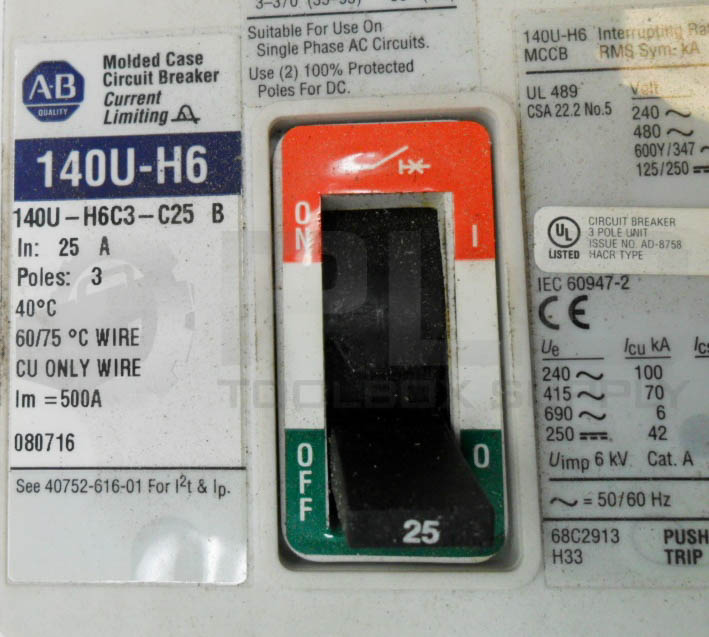 Suitable For Use On
Single Phase AC Circuits.
Use (2) 100% Protected
Poles For DC.
A-B
QUALITY
Molded Case
Circuit Breaker
Current
Limiting
140U-H6
140U-H6C3-C25 B
In: 25 A
Poles: 3
40°C
60/75 °C WIRE
CU ONLY WIRE
Im =500A
080716
See 40752-616-01 For I²t & Ip.
ON I
OFF O
25
140U-H6 Interrupting
MCCB RMS Sym. kA
UL 489 Volt
CSA 22.2 No.5 240 ~
480 ~
600Y/347 ~
125/250 ⎓
UL
LISTED
CIRCUIT BREAKER
3 POLE UNIT
ISSUE NO. AD-8758
HACR TYPE
IEC 60947-2
CE
Ue Icu kA
240 ~ 100
415 ~ 70
690 ~ 6
250 ⎓ 42
Uimp 6 kV Cat. A
~ = 50/60 Hz
68C2913 PUSH
H33 TRIP
TOOLBOX SUPPLY